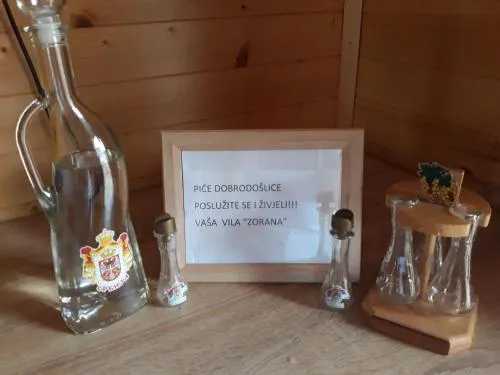 PIĆE DOBRODOŠLICE
POSLUŽITE SE I ŽIVJELI!!!
VAŠA VILA "ZORANA"